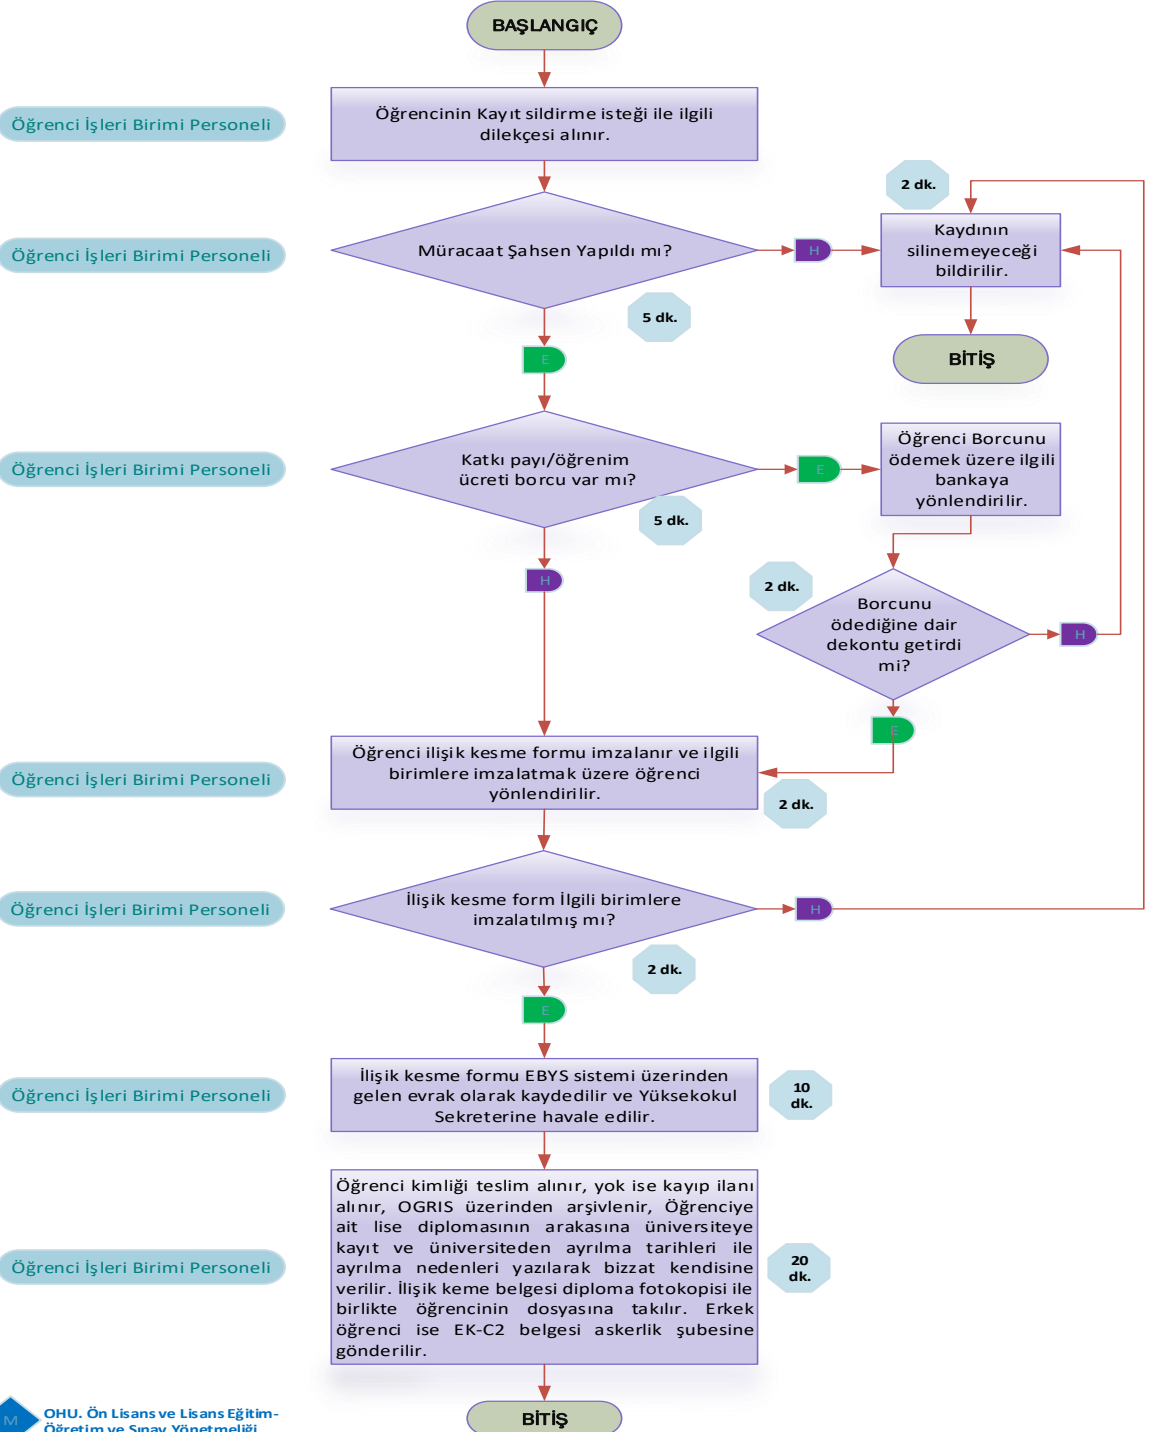 BAŞLANGIÇ
Öğrenci İşleri Birimi Personeli
Öğrencinin Kayıt sildirme isteği ile ilgili
dilekçesi alınır.
2 dk.
Öğrenci İşleri Birimi Personeli
Müracaat Şahsen Yapıldı mı?
H
Kaydının
silinemeyeceği
bildirilir.
5 dk.
E
BİTİŞ
Öğrenci İşleri Birimi Personeli
Katkı payı/öğrenim
ücreti borcu var mı?
E
Öğrenci Borcunu
ödemek üzere ilgili
bankaya
yönlendirilir.
5 dk.
H
2 dk.
Borcunu
ödediğine dair
dekontu getirdi
mi?
H
E
Öğrenci İşleri Birimi Personeli
Öğrenci ilişik kesme formu imzalanır ve ilgili
birimlere imzalatmak üzere öğrenci
yönlendirilir.
2 dk.
Öğrenci İşleri Birimi Personeli
İlişik kesme form İlgili birimlere
imzalatılmış mı?
H
2 dk.
E
Öğrenci İşleri Birimi Personeli
İlişik kesme formu EBYS sistemi üzerinden
gelen evrak olarak kaydedilir ve Yüksekokul
Sekreterine havale edilir.
10
dk.
Öğrenci İşleri Birimi Personeli
Öğrenci kimliği teslim alınır, yok ise kayıp ilanı
alınır, OGRIS üzerinden arşivlenir, Öğrenciye
ait lise diplomasının arakasına üniversiteye
kayıt ve üniversiteden ayrılma tarihleri ile
ayrılma nedenleri yazılarak bizzat kendisine
verilir. İlişik keme belgesi diploma fotokopisi ile
birlikte öğrencinin dosyasına takılır. Erkek
öğrenci ise EK-C2 belgesi askerlik şubesine
gönderilir.
20
dk.
M
OHU. Ön Lisans ve Lisans Eğitim-
Öğretim ve Sınav Yönetmeliği
BİTİŞ